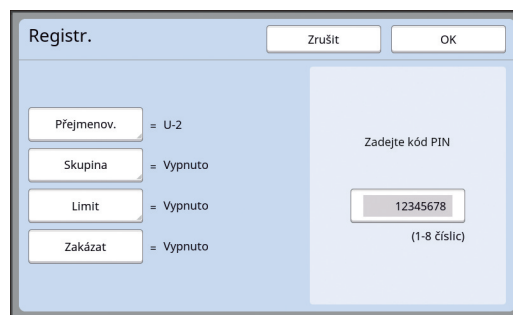 Registr.
Zrušit
OK
Přejmenov. = U-2
Skupina = Vypnuto
Limit = Vypnuto
Zakázat = Vypnuto
Zadejte kód PIN
12345678
(1-8 číslic)